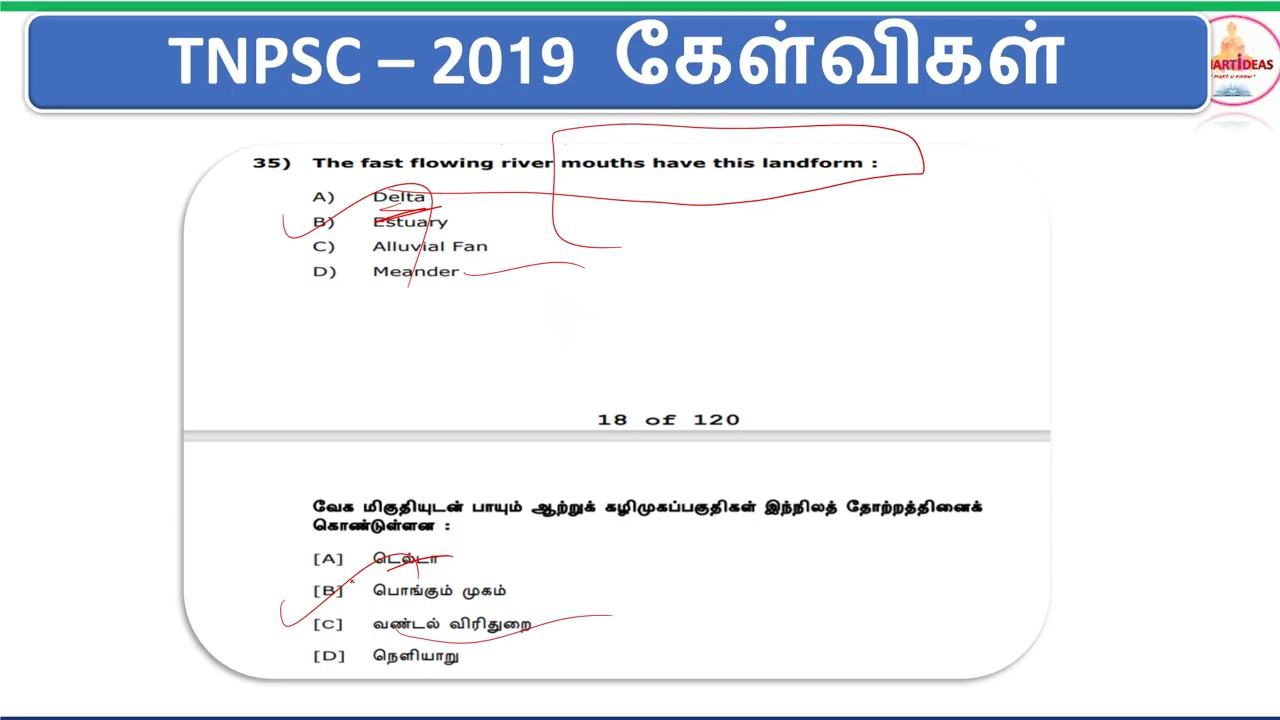 TNPSC – 2019 கேள்விகள்
MARTiDEAS
35) The fast flowing river mouths have this landform :
A) Delta
B) Estuary
C) Alluvial Fan
D) Meander
18 of 120
வேக மிகுதியுடன் பாயும் ஆற்றுக் கழிமுகப்பகுதிகள் இந்நிலத் தோற்றத்தினைக்
கொண்டுள்ளன :
[A] டெல்டா
[B] பொங்கும் முகம்
[C] வண்டல் விரிதுறை
[D] நெளியாறு